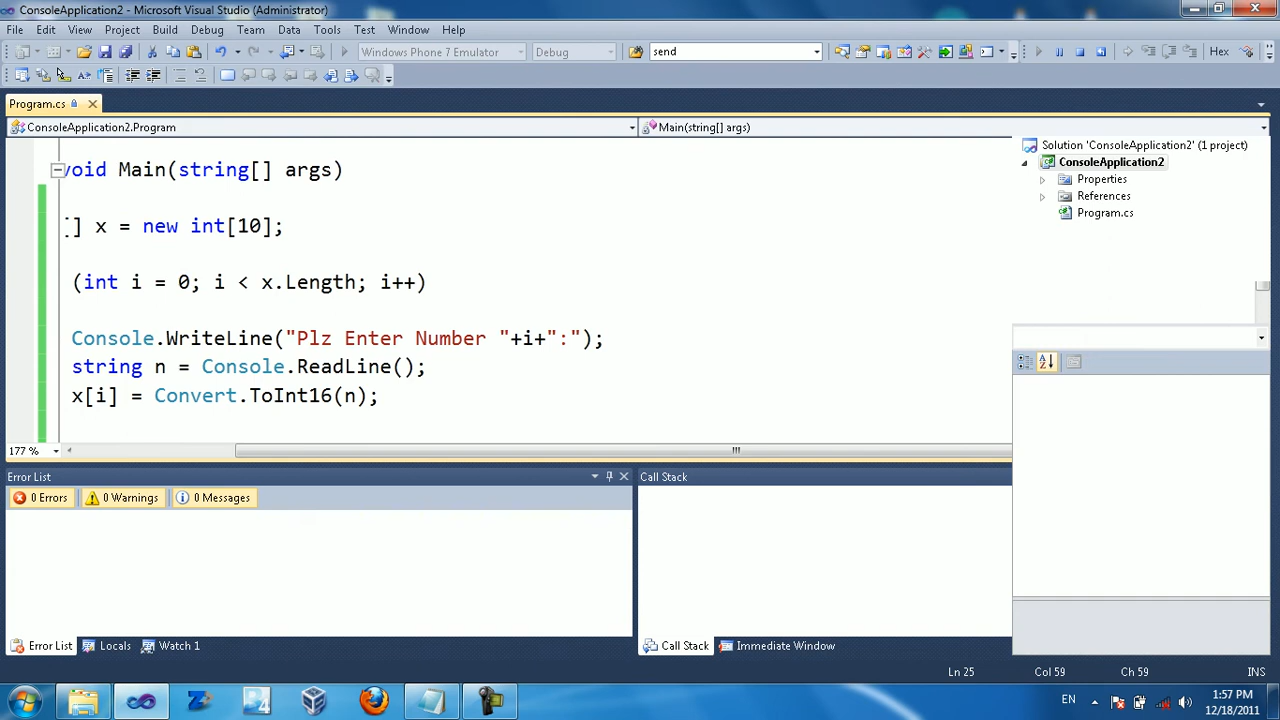 ConsoleApplication2 - Microsoft Visual Studio (Administrator)
File Edit View Project Build Debug Team Data Tools Test Window Help
Windows Phone 7 Emulator Debug send Hex
Program.cs
ConsoleApplication2.Program Main(string[] args)
void Main(string[] args)
[] x = new int[10];
(int i = 0; i < x.Length; i++)
Console.WriteLine("Plz Enter Number "+i+":");
string n = Console.ReadLine();
x[i] = Convert.ToInt16(n);
177 %
Solution 'ConsoleApplication2' (1 project)
ConsoleApplication2
Properties
References
Program.cs
Error List
0 Errors 0 Warnings 0 Messages
Call Stack
Error List Locals Watch 1
Call Stack Immediate Window
Ln 25 Col 59 Ch 59 INS
EN
1:57 PM
12/18/2011